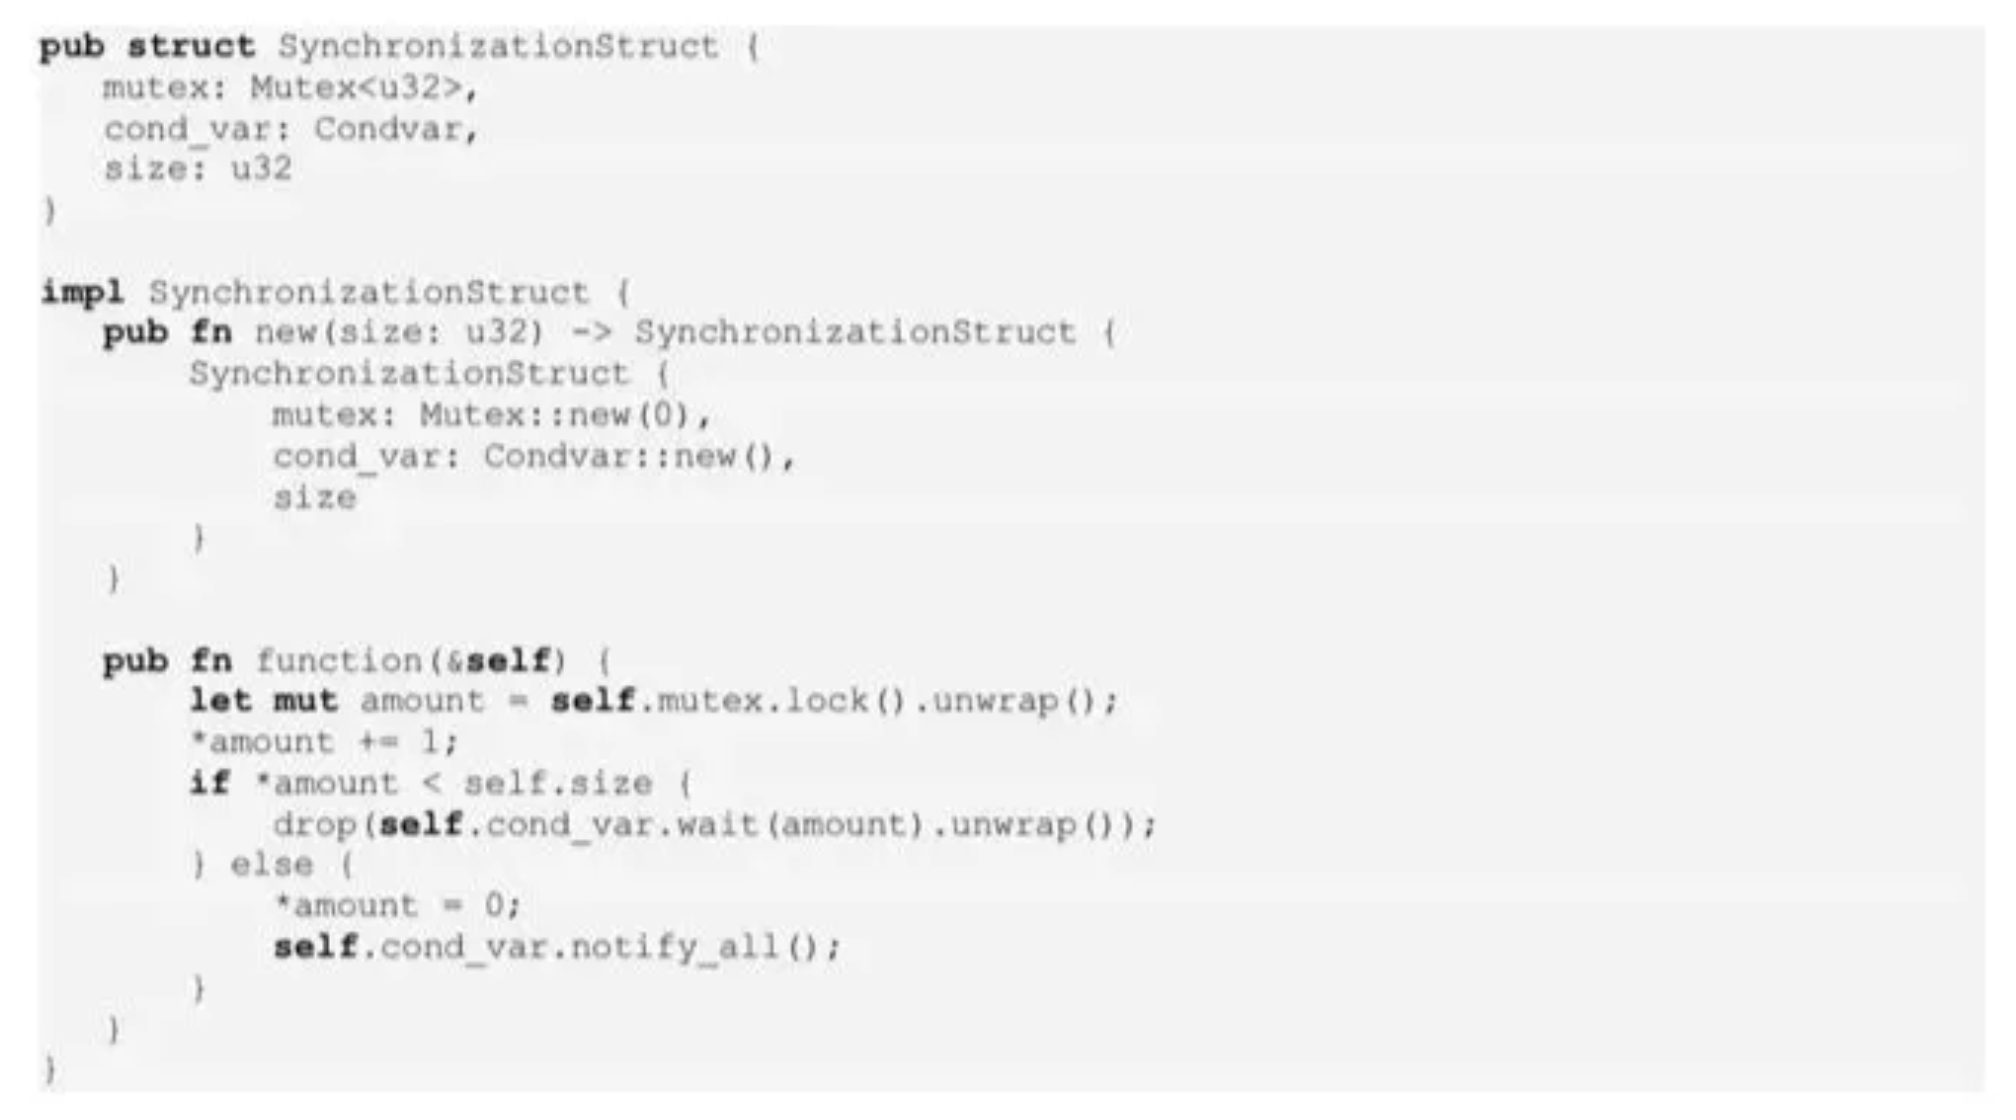 pub struct SynchronizationStruct {
mutex: Mutex<u32>,
cond_var: Condvar,
size: u32
}
impl SynchronizationStruct {
pub fn new(size: u32) -> SynchronizationStruct {
SynchronizationStruct {
mutex: Mutex::new(0),
cond_var: Condvar::new(),
size
}
}
pub fn function(&self) {
let mut amount = self.mutex.lock().unwrap();
*amount += 1;
if *amount < self.size {
drop(self.cond_var.wait(amount).unwrap());
} else {
*amount = 0;
self.cond_var.notify_all();
}
}
}